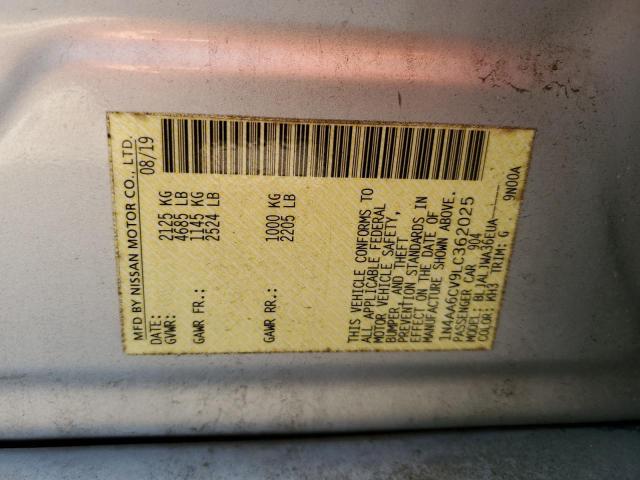 MFD BY NISSAN MOTOR CO., LTD.
DATE: 08/19
GVWR: 2125 KG
4685 LB
GAWR FR: 1145 KG
2524 LB
GAWR RR: 1000 KG
2205 LB
THIS VEHICLE CONFORMS TO
ALL APPLICABLE FEDERAL
MOTOR VEHICLE SAFETY,
BUMPER, AND THEFT
PREVENTION STANDARDS IN
EFFECT ON THE DATE OF
MANUFACTURE SHOWN ABOVE.
1N4AA6CV9LC362025
PASSENGER CAR 904
MODEL: BLJALJWA36EUA
COLOR: KH3 TRIM: G
9N00A